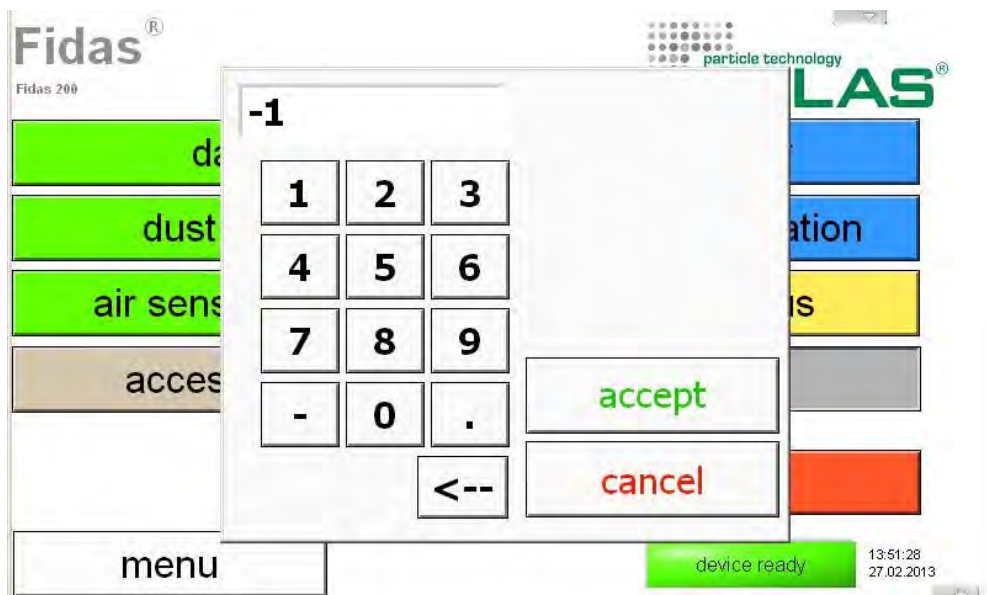 Fidas®
Fidas 200
particle technology
LAS®
-1
da
dust
ation
air sens
us
acces
1 2 3
4 5 6
7 8 9
- 0 .
<--
accept
cancel
menu
device ready
13:51:28
27.02.2013